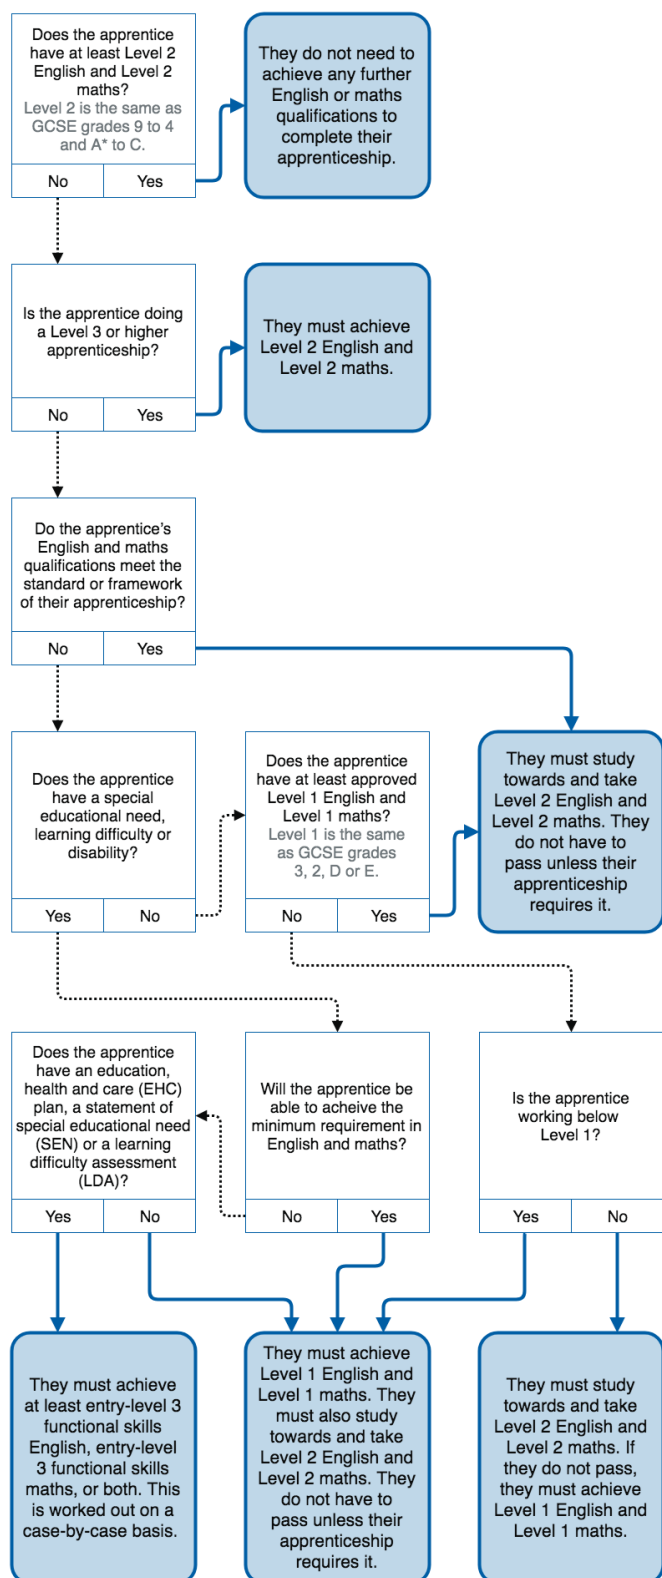 Does the apprentice
have at least Level 2
English and Level 2
maths?
Level 2 is the same as
GCSE grades 9 to 4
and A* to C.
No
Yes
They do not need to
achieve any further
English or maths
qualifications to
complete their
apprenticeship.
Is the apprentice doing
a Level 3 or higher
apprenticeship?
No
Yes
They must achieve
Level 2 English and
Level 2 maths.
Do the apprentice's
English and maths
qualifications meet the
standard or framework
of their apprenticeship?
No
Yes
Does the apprentice
have a special
educational need,
learning difficulty or
disability?
Yes
No
Does the apprentice
have at least approved
Level 1 English and
Level 1 maths?
Level 1 is the same
as GCSE grades
3, 2, D or E.
No
Yes
They must study
towards and take
Level 2 English and
Level 2 maths. They
do not have to
pass unless their
apprenticeship
requires it.
Does the apprentice
have an education,
health and care (EHC)
plan, a statement of
special educational need
(SEN) or a learning
difficulty assessment
(LDA)?
Yes
No
Will the apprentice be
able to acheive the
minimum requirement in
English and maths?
No
Yes
Is the apprentice
working below
Level 1?
Yes
No
They must achieve
at least entry-level 3
functional skills
English, entry-level
3 functional skills
maths, or both. This
is worked out on a
case-by-case basis.
They must achieve
Level 1 English and
Level 1 maths. They
must also study
towards and take
Level 2 English and
Level 2 maths. They
do not have to
pass unless their
apprenticeship
requires it.
They must study
towards and take
Level 2 English and
Level 2 maths. If
they do not pass,
they must achieve
Level 1 English and
Level 1 maths.